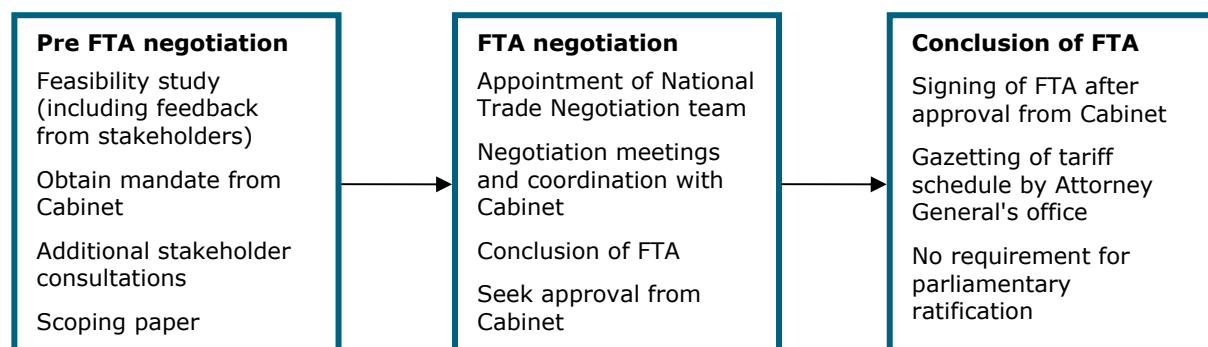 Pre FTA negotiation
Feasibility study
(including feedback
from stakeholders)
Obtain mandate from
Cabinet
Additional stakeholder
consultations
Scoping paper
FTA negotiation
Appointment of National
Trade Negotiation team
Negotiation meetings
and coordination with
Cabinet
Conclusion of FTA
Seek approval from
Cabinet
Conclusion of FTA
Signing of FTA after
approval from Cabinet
Gazetting of tariff
schedule by Attorney
General's office
No requirement for
parliamentary
ratification